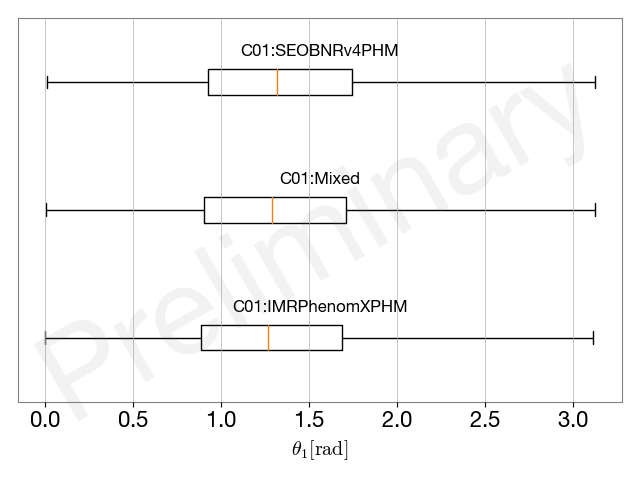 C01:SEOBNRv4PHM
C01:Mixed
C01:IMRPhenomXPHM
Preliminary
0.0 0.5 1.0 1.5 2.0 2.5 3.0
θ₁[rad]